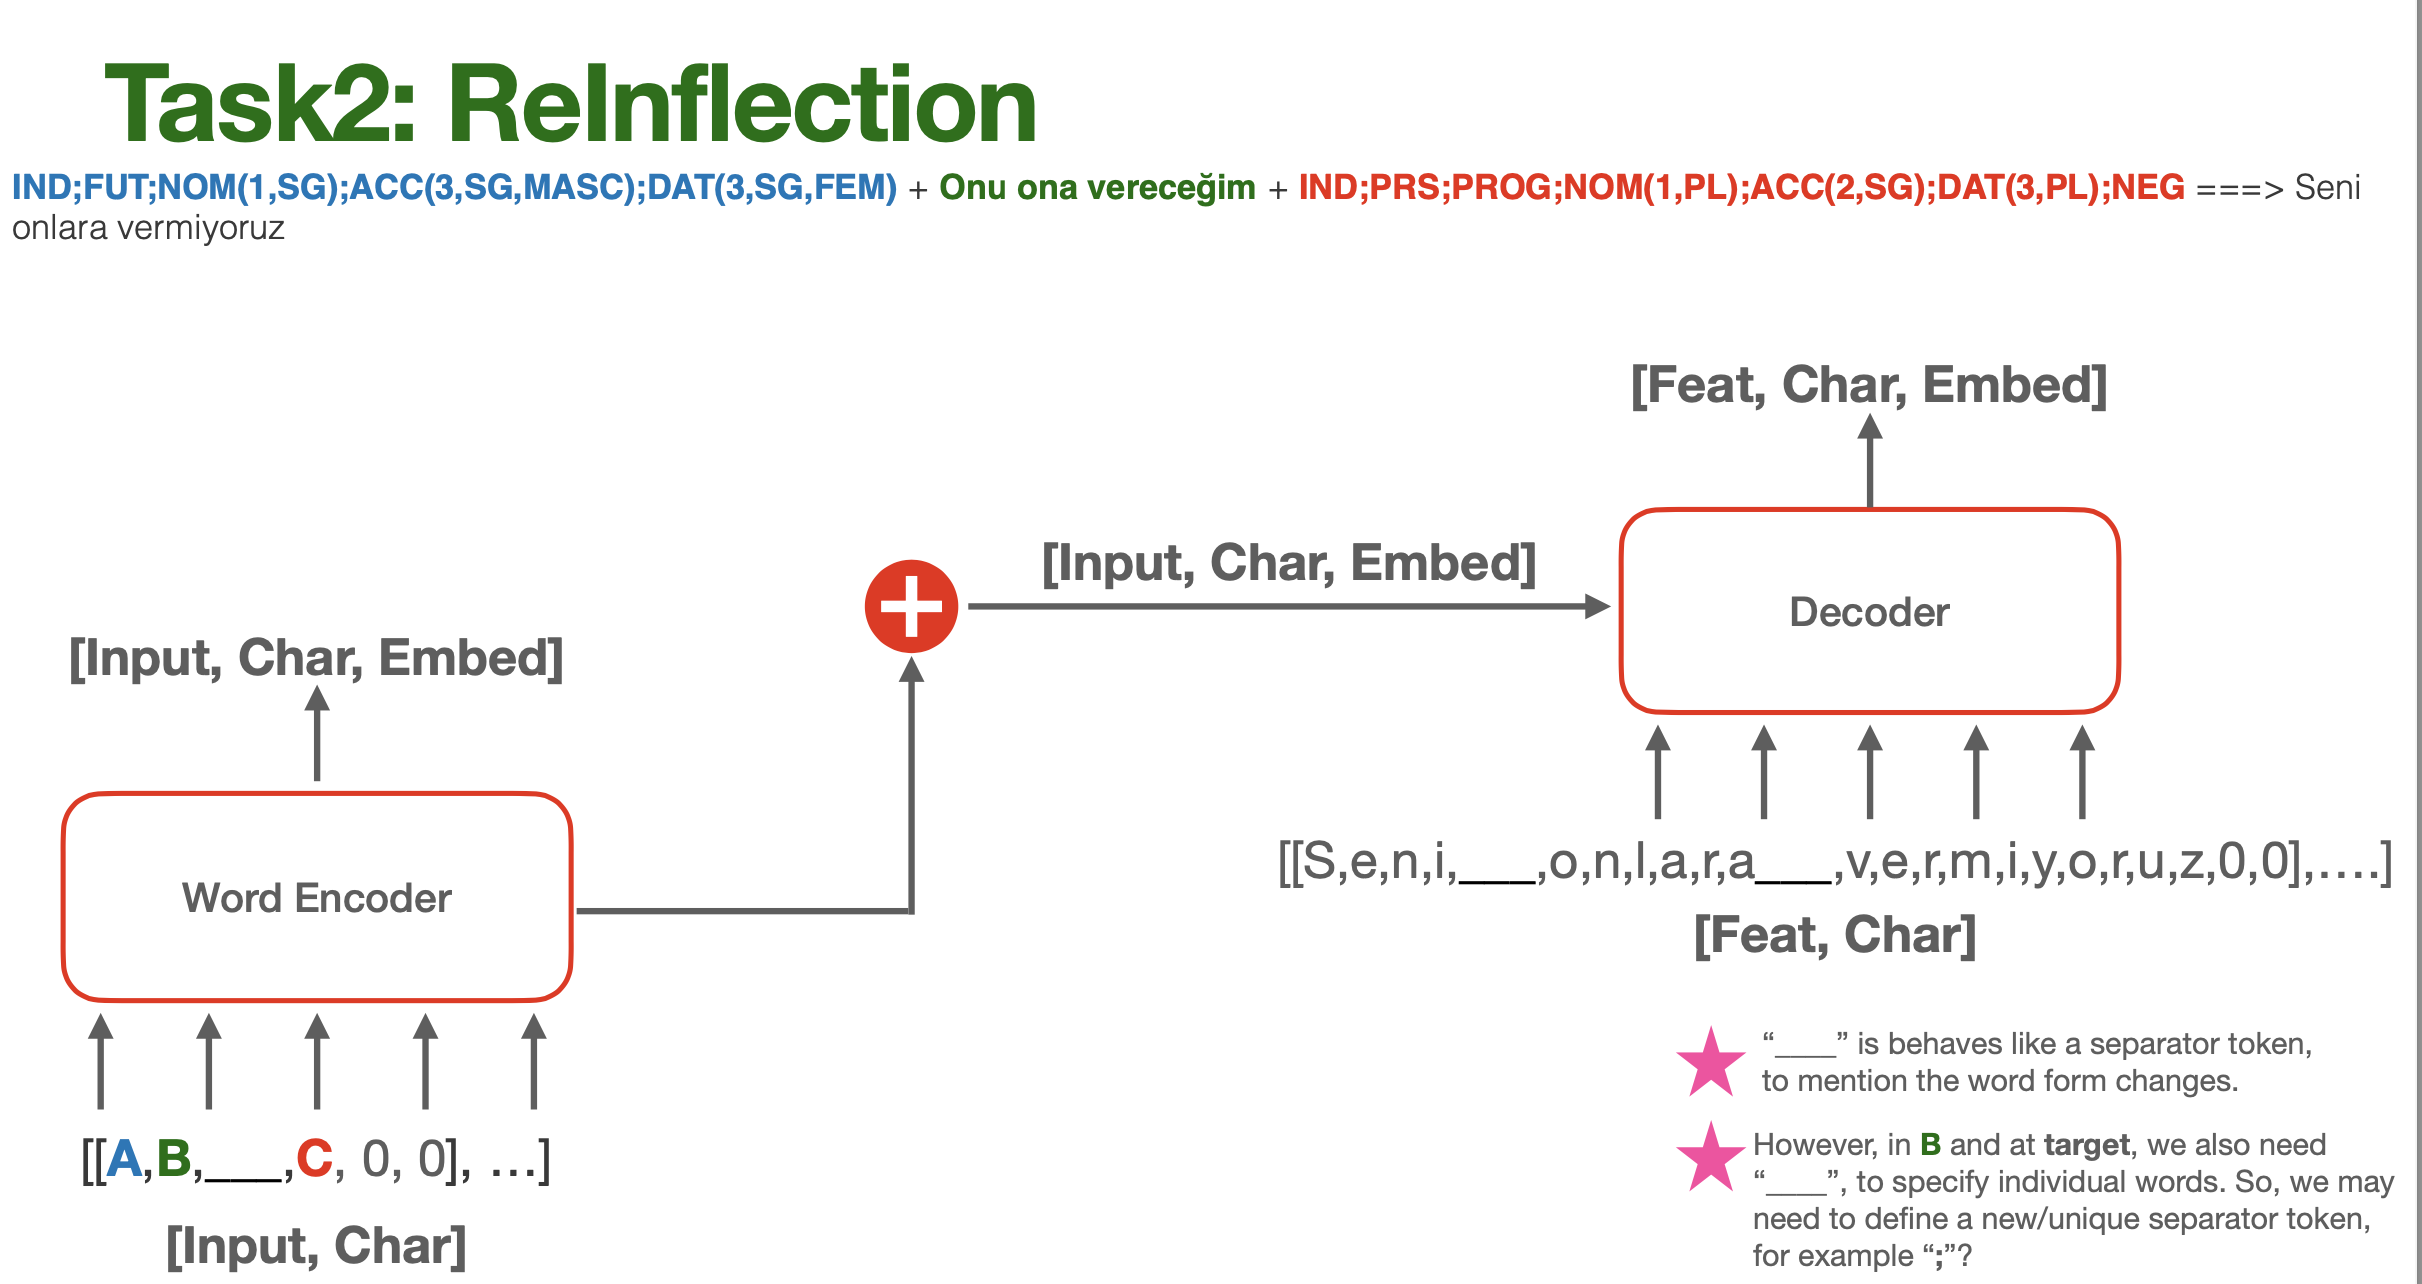 Task2: ReInflection
IND;FUT;NOM(1,SG);ACC(3,SG,MASC);DAT(3,SG,FEM) + Onu ona vereceğim + IND;PRS;PROG;NOM(1,PL);ACC(2,SG);DAT(3,PL);NEG ===> Seni
onlara vermiyoruz
[Feat, Char, Embed]
[Input, Char, Embed]
Decoder
[Input, Char, Embed]
Word Encoder
[[S,e,n,i,___,o,n,l,a,r,a___,v,e,r,m,i,y,o,r,u,z,0,0],....]
[Feat, Char]
[[A,B,___,C, 0, 0], ...]
[Input, Char]
“____” is behaves like a separator token,
to mention the word form changes.
However, in B and at target, we also need
“____”, to specify individual words. So, we may
need to define a new/unique separator token,
for example “;”?